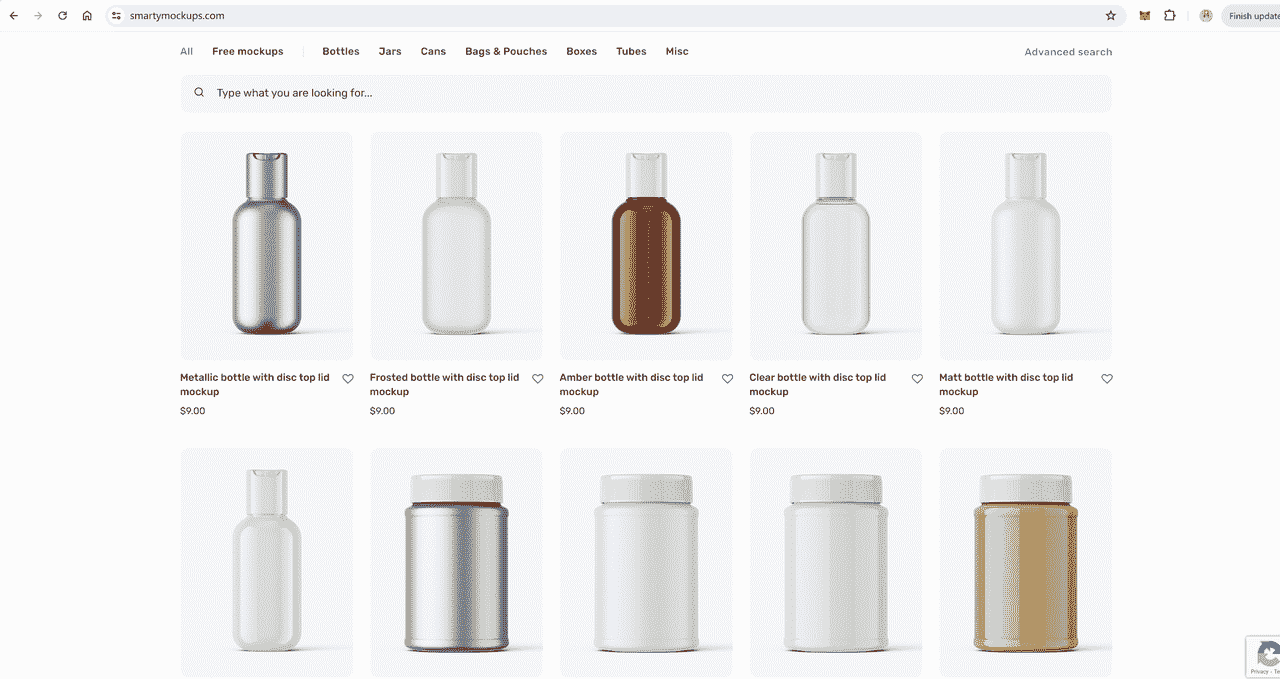 smartymockups.com
Finish update
All Free mockups Bottles Jars Cans Bags & Pouches Boxes Tubes Misc Advanced search
Type what you are looking for...
Metallic bottle with disc top lid
mockup
$9.00
Frosted bottle with disc top lid
mockup
$9.00
Amber bottle with disc top lid
mockup
$9.00
Clear bottle with disc top lid
mockup
$9.00
Matt bottle with disc top lid
mockup
$9.00
Privacy - Te